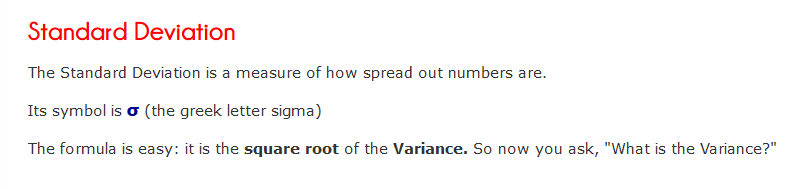 Standard Deviation
The Standard Deviation is a measure of how spread out numbers are.
Its symbol is σ (the greek letter sigma)
The formula is easy: it is the square root of the Variance. So now you ask, "What is the Variance?"